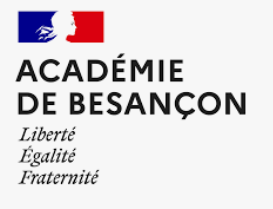 ACADÉMIE
DE BESANÇON
Liberté
Égalité
Fraternité